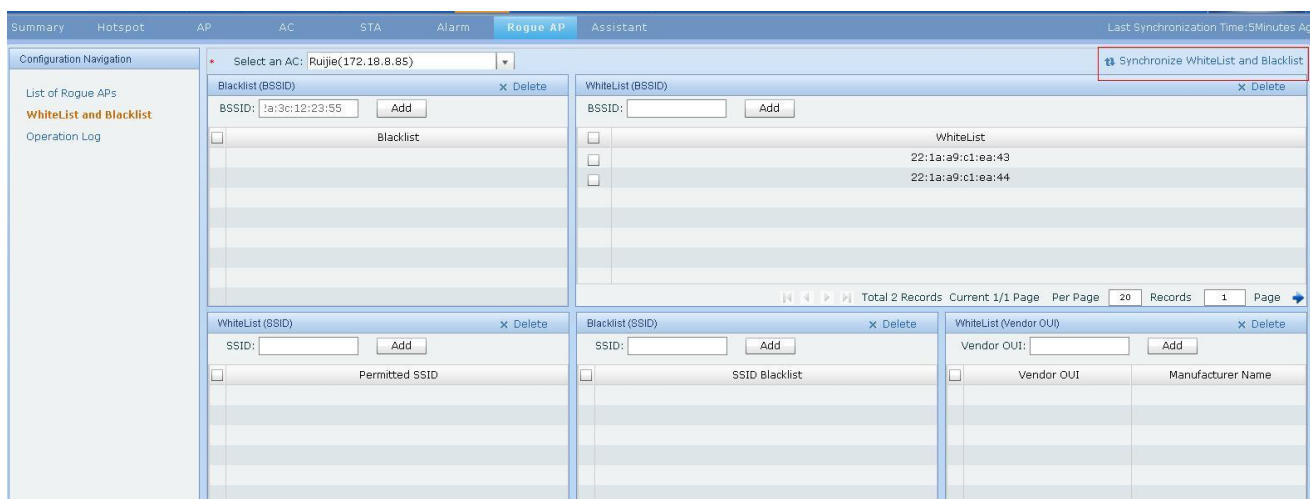 Summary Hotspot AP AC STA Alarm Rogue AP Assistant Last Synchronization Time:5Minutes Ag
Configuration Navigation
List of Rogue APs
WhiteList and Blacklist
Operation Log
* Select an AC: Ruijie(172.18.8.85) Synchronize WhiteList and Blacklist
Blacklist (BSSID) x Delete
BSSID: !a:3c:12:23:55 Add
Blacklist
WhiteList (BSSID) x Delete
BSSID: Add
WhiteList
22:1a:a9:c1:ea:43
22:1a:a9:c1:ea:44
Total 2 Records Current 1/1 Page Per Page 20 Records 1 Page
WhiteList (SSID) x Delete
SSID: Add
Permitted SSID
Blacklist (SSID) x Delete
SSID: Add
SSID Blacklist
WhiteList (Vendor OUI) x Delete
Vendor OUI: Add
Vendor OUI Manufacturer Name